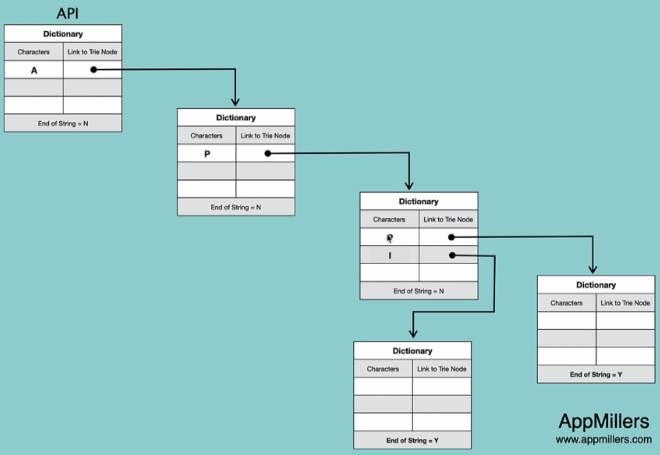 API
Dictionary
Characters Link to Trie Node
A
End of String = N
Dictionary
Characters Link to Trie Node
P
End of String = N
Dictionary
Characters Link to Trie Node
I
End of String = N
Dictionary
Characters Link to Trie Node
End of String = Y
Dictionary
Characters Link to Trie Node
End of String = Y
AppMillers
www.appmillers.com